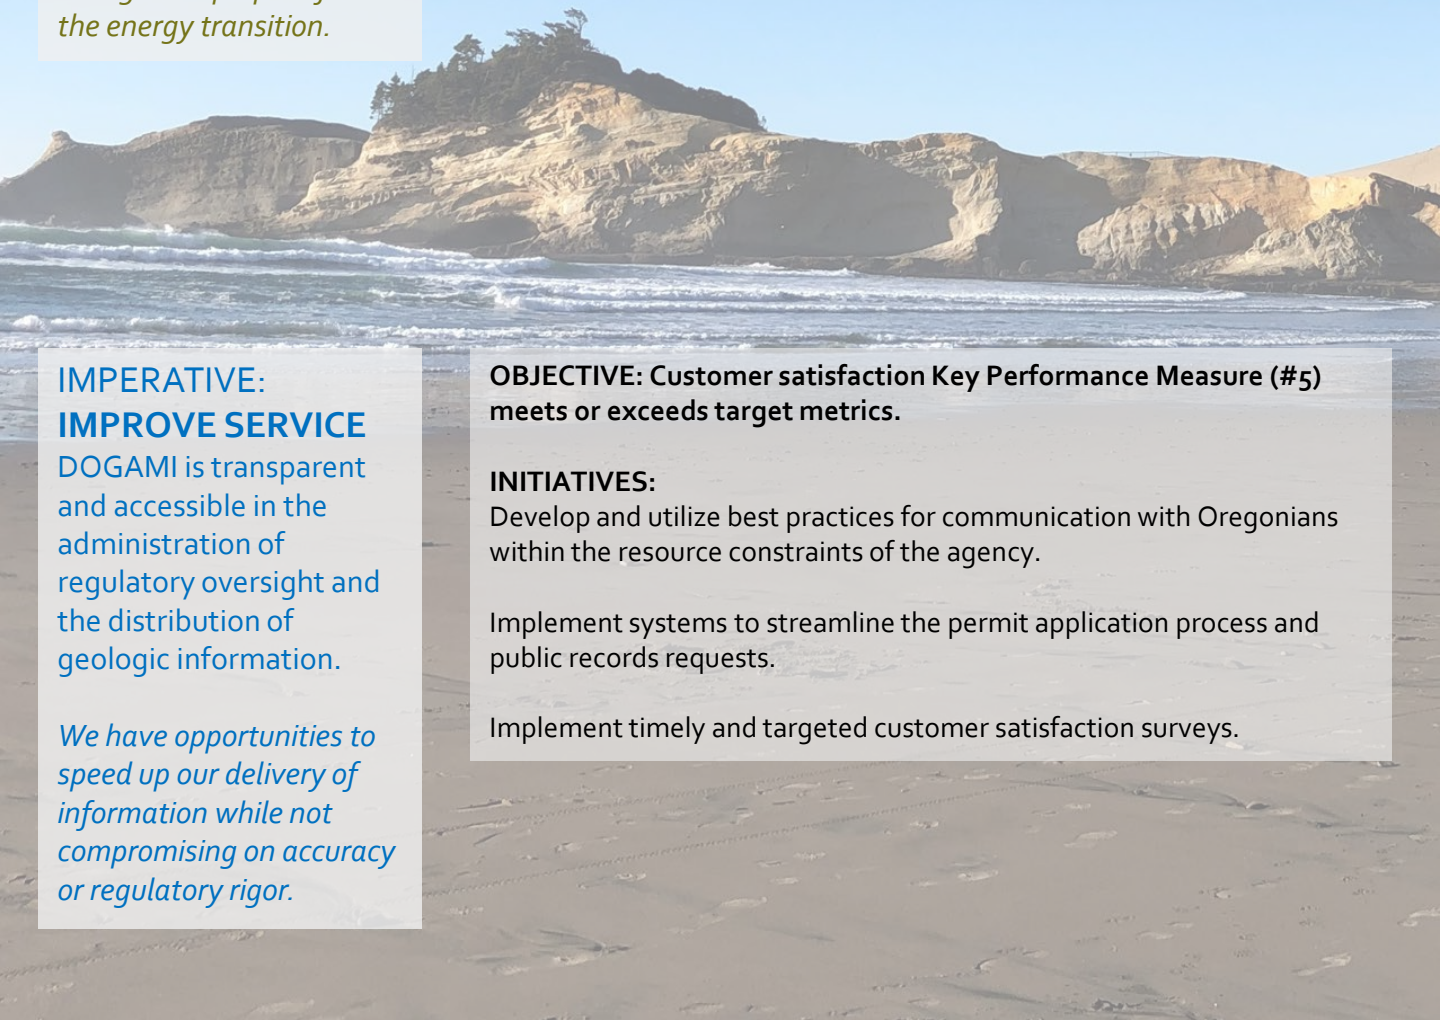 the energy transition.
IMPERATIVE:
IMPROVE SERVICE
DOGAMI is transparent
and accessible in the
administration of
regulatory oversight and
the distribution of
geologic information.
We have opportunities to
speed up our delivery of
information while not
compromising on accuracy
or regulatory rigor.
OBJECTIVE: Customer satisfaction Key Performance Measure (#5)
meets or exceeds target metrics.
INITIATIVES:
Develop and utilize best practices for communication with Oregonians
within the resource constraints of the agency.
Implement systems to streamline the permit application process and
public records requests.
Implement timely and targeted customer satisfaction surveys.